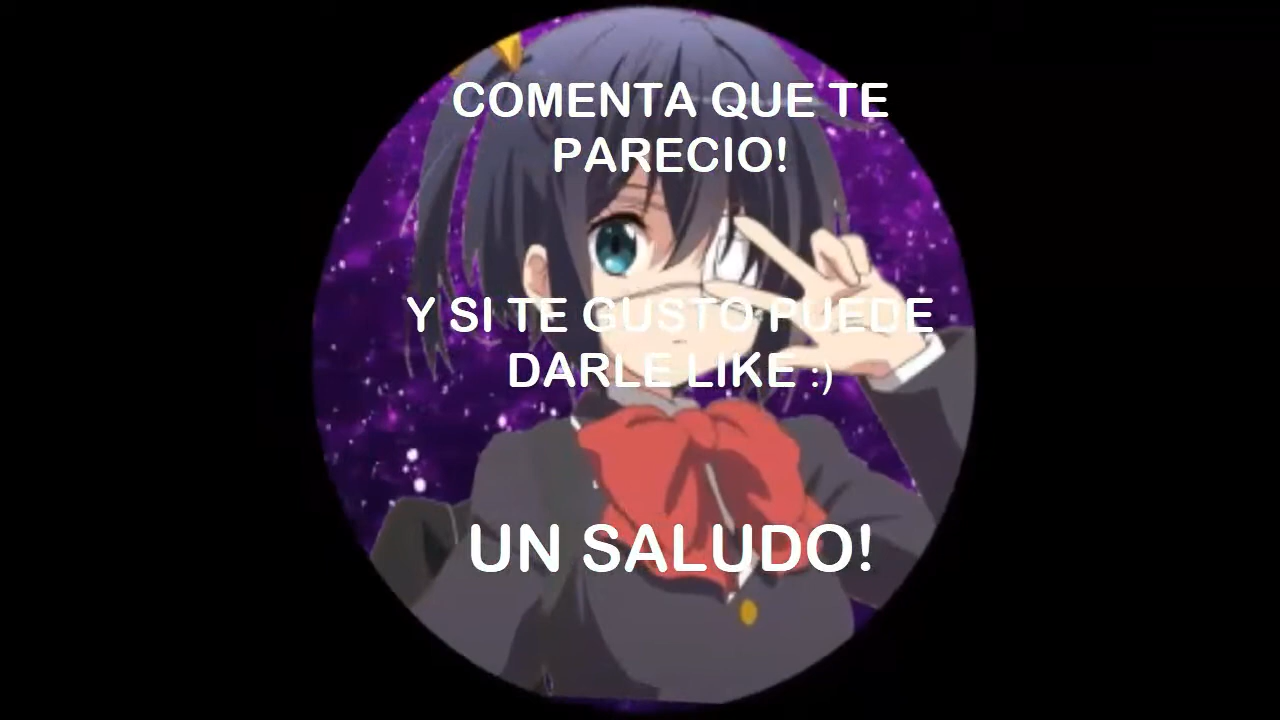 COMENTA QUE TE
PARECIO!
Y SI TE GUSTO PUEDE
DARLE LIKE :)
UN SALUDO!